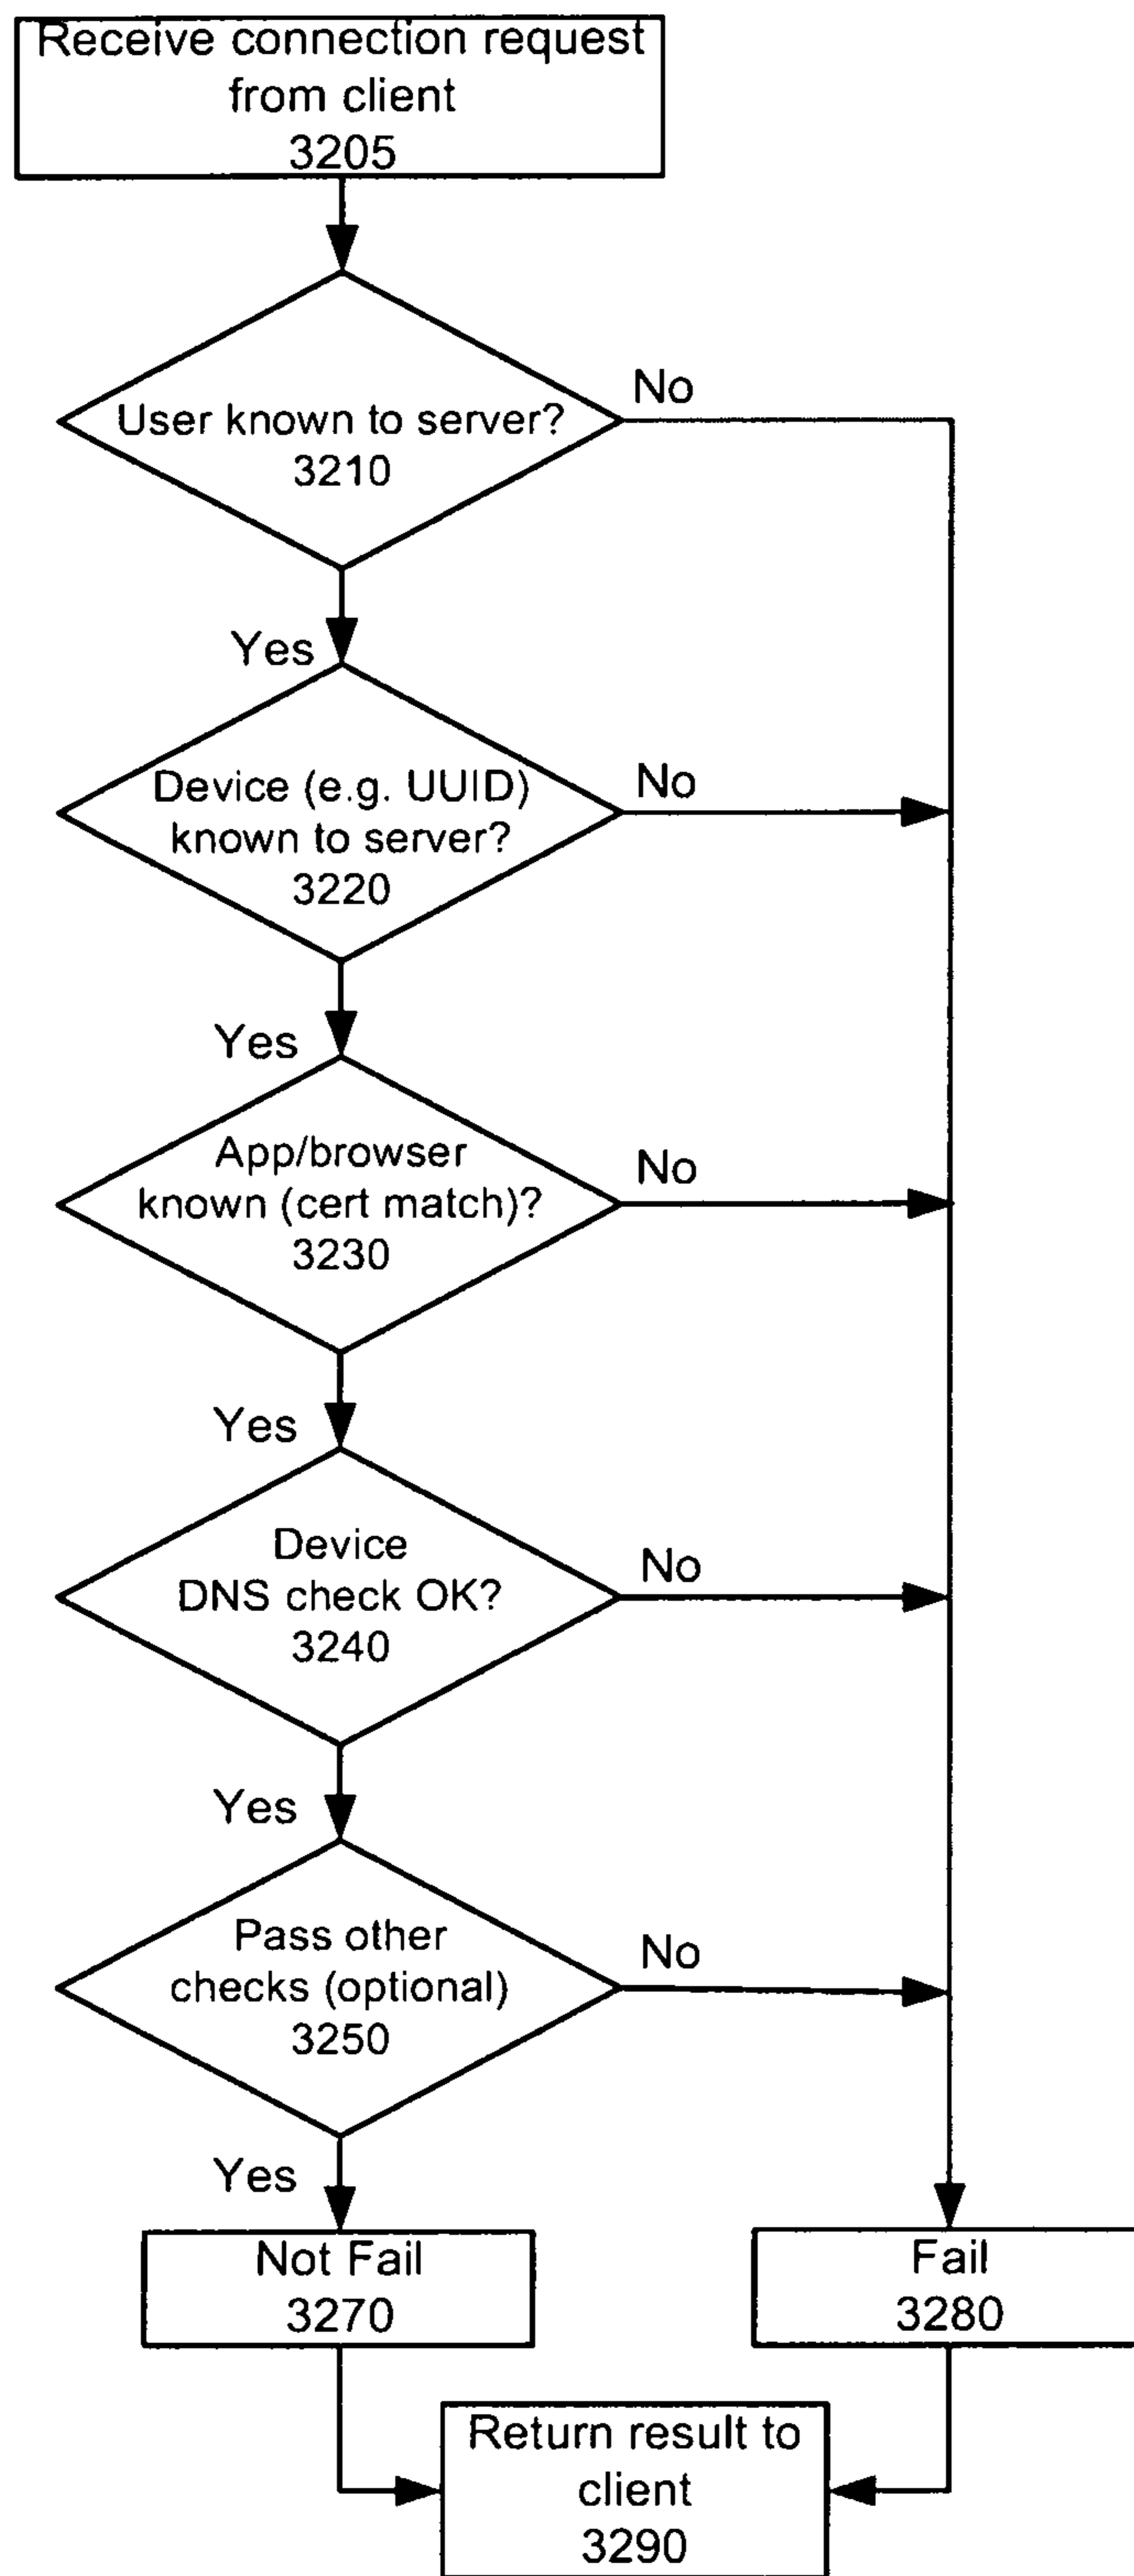 Receive connection request
from client
3205
No
User known to server?
3210
Yes
Device (e.g. UUID)
known to server?
3220
No
Yes
App/browser
known (cert match)?
3230
No
Yes
Device
DNS check OK?
3240
No
Yes
Pass other
checks (optional)
3250
No
Yes
Not Fail
3270
Fail
3280
Return result to
client
3290